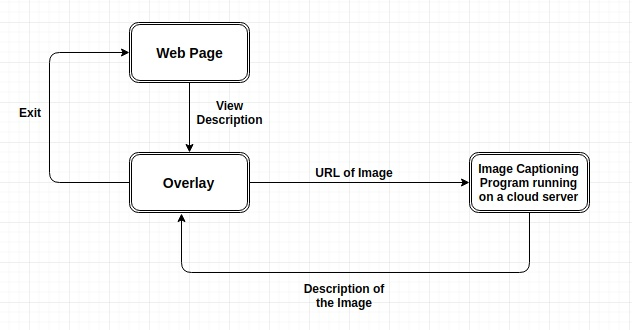 Web Page
Exit
View
Description
Overlay
URL of Image
Image Captioning
Program running
on a cloud server
Description of
the Image